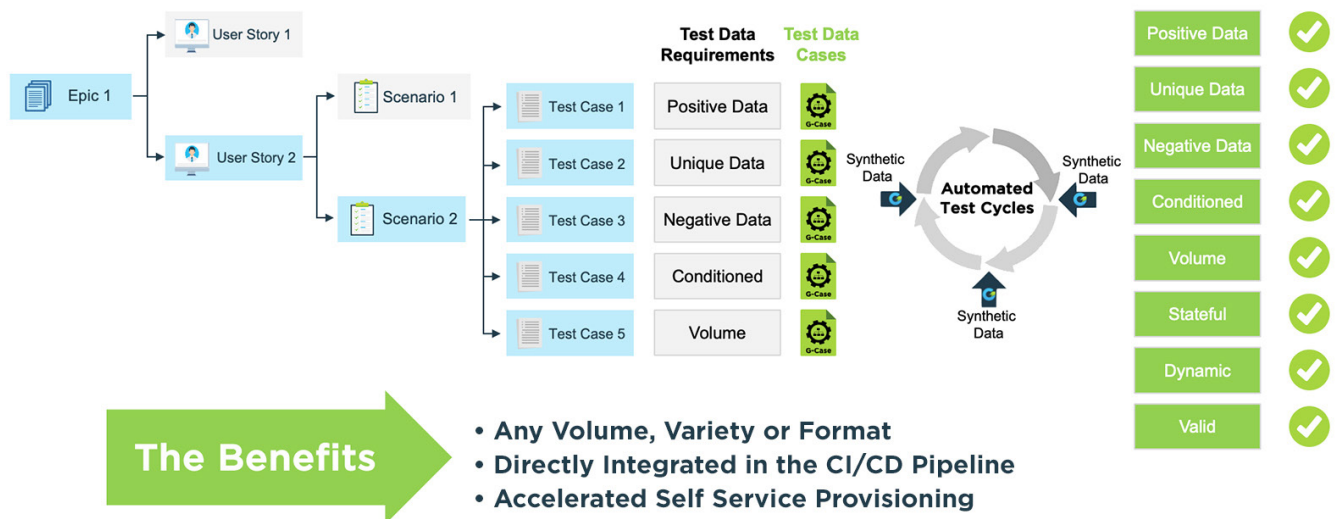 Epic 1
User Story 1
User Story 2
Scenario 1
Scenario 2
Test Case 1
Test Case 2
Test Case 3
Test Case 4
Test Case 5
Test Data
Requirements
Positive Data
Unique Data
Negative Data
Conditioned
Volume
Test Data
Cases
G-Case
G-Case
G-Case
G-Case
G-Case
Synthetic
Data
Automated
Test Cycles
Synthetic
Data
Synthetic
Data
Positive Data
Unique Data
Negative Data
Conditioned
Volume
Stateful
Dynamic
Valid
The Benefits
• Any Volume, Variety or Format
• Directly Integrated in the CI/CD Pipeline
• Accelerated Self Service Provisioning